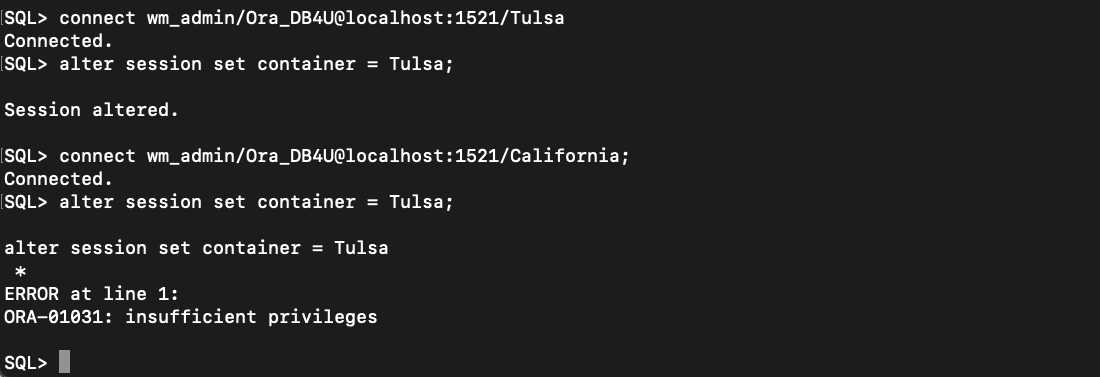 SQL> connect wm_admin/Ora_DB4U@localhost:1521/Tulsa
Connected.
SQL> alter session set container = Tulsa;
Session altered.
SQL> connect wm_admin/Ora_DB4U@localhost:1521/California;
Connected.
SQL> alter session set container = Tulsa;
alter session set container = Tulsa
*
ERROR at line 1:
ORA-01031: insufficient privileges
SQL>